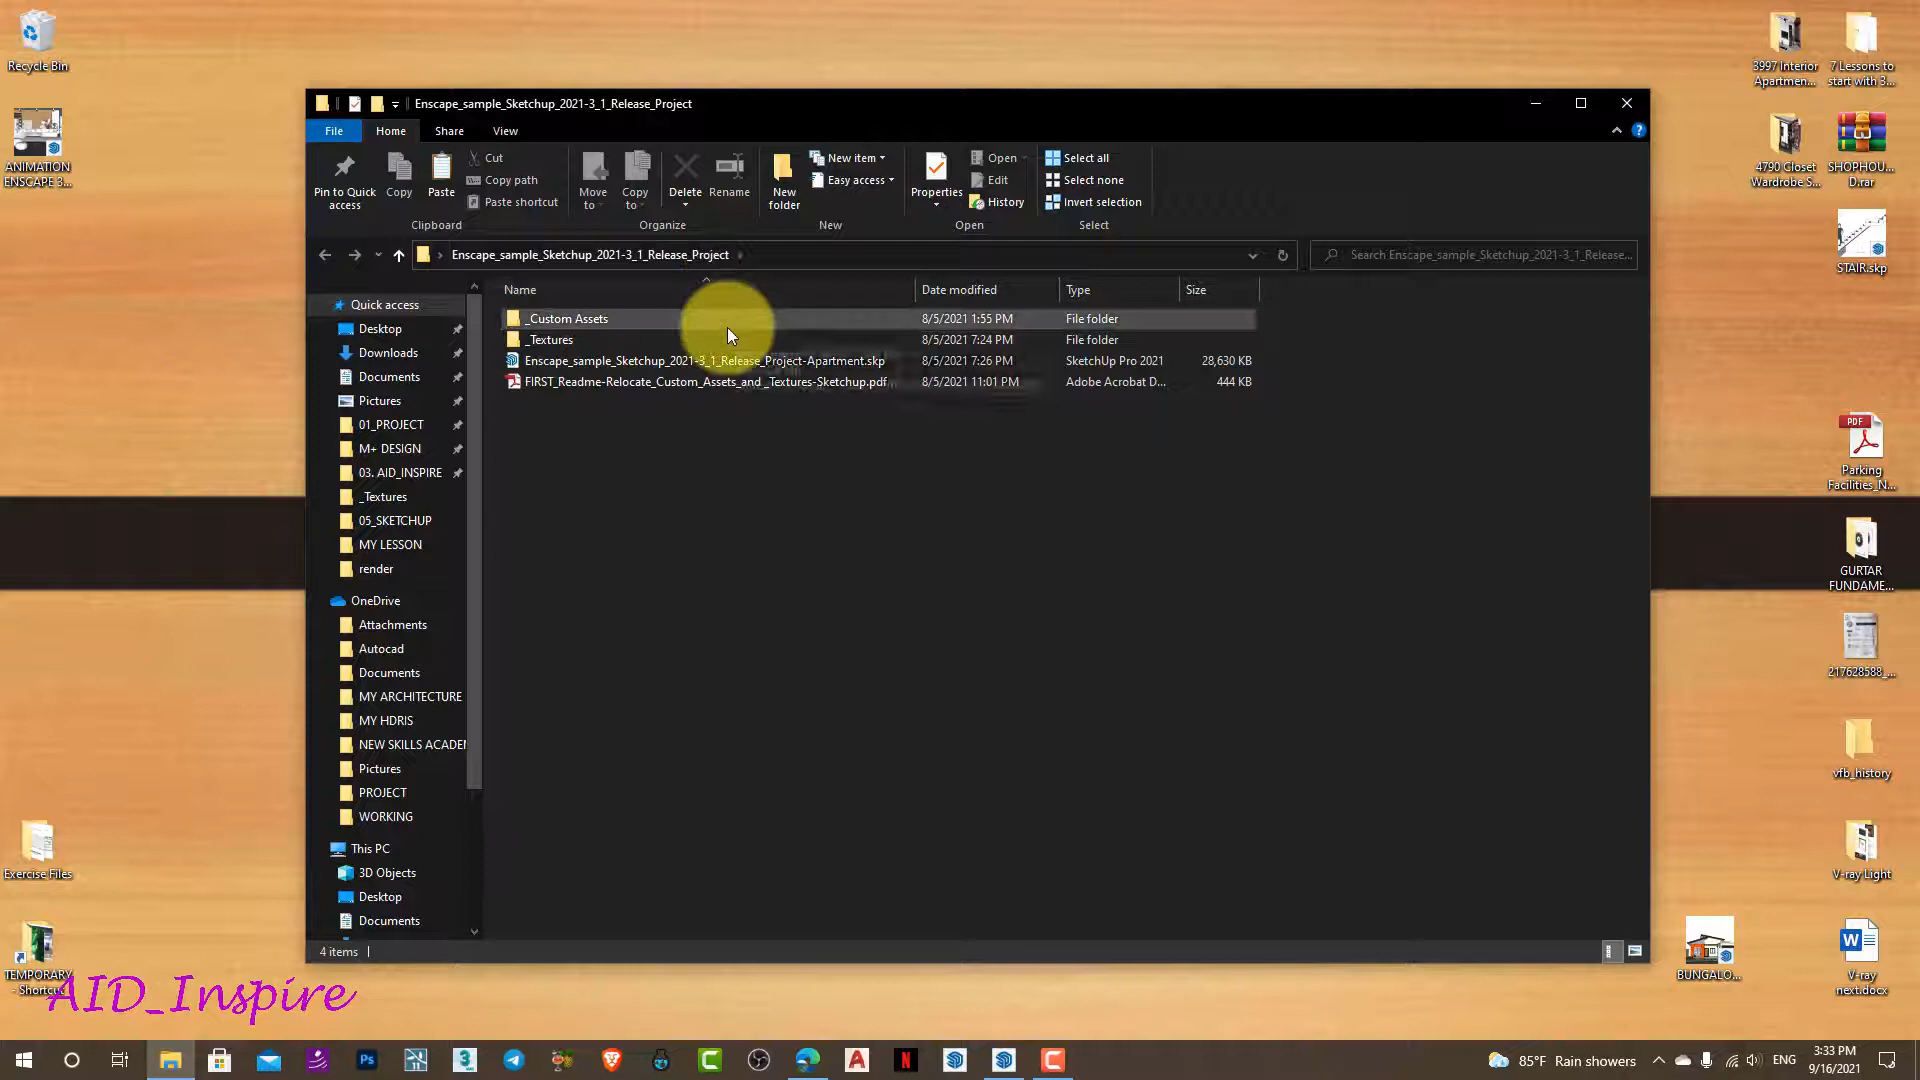 Recycle Bin
ANIMATION
ENSCAPE 3...
Exercise Files
TEMPORARY
- Shortcut
AID_Inspire
Enscape_sample_Sketchup_2021-3_1_Release_Project
File Home Share View
Pin to Quick
access
Copy
Paste
Cut
Copy path
Paste shortcut
Clipboard
Move
to
Copy
to
Delete
Rename
Organize
New
folder
New item
Easy access
New
Properties
Open
Edit
History
Open
Select all
Select none
Invert selection
Select
Enscape_sample_Sketchup_2021-3_1_Release_Project
Search Enscape_sample_Sketchup_2021-3_1_Release...
Quick access
Desktop
Downloads
Documents
Pictures
01_PROJECT
M+ DESIGN
03. AID_INSPIRE
_Textures
05_SKETCHUP
MY LESSON
render
OneDrive
Attachments
Autocad
Documents
MY ARCHITECTURE
MY HDRIS
NEW SKILLS ACADEM
Pictures
PROJECT
WORKING
This PC
3D Objects
Desktop
Documents
Name Date modified Type Size
_Custom Assets 8/5/2021 1:55 PM File folder
_Textures 8/5/2021 7:24 PM File folder
Enscape_sample_Sketchup_2021-3_1_Release_Project-Apartment.skp 8/5/2021 7:26 PM SketchUp Pro 2021 28,630 KB
FIRST_Readme-Relocate_Custom_Assets_and_Textures-Sketchup.pdf 8/5/2021 11:01 PM Adobe Acrobat D... 444 KB
4 items
3997 Interior
Apartmen...
7 Lessons to
start with 3...
4790 Closet
Wardrobe S...
SHOPHOU...
D.rar
STAIR.skp
PDF
Parking
Facilities_N...
GURTAR
FUNDAME...
217628588_...
vfb_history
V-ray Light
BUNGALO...
V-ray
next.docx
85°F Rain showers
ENG
3:33 PM
9/16/2021